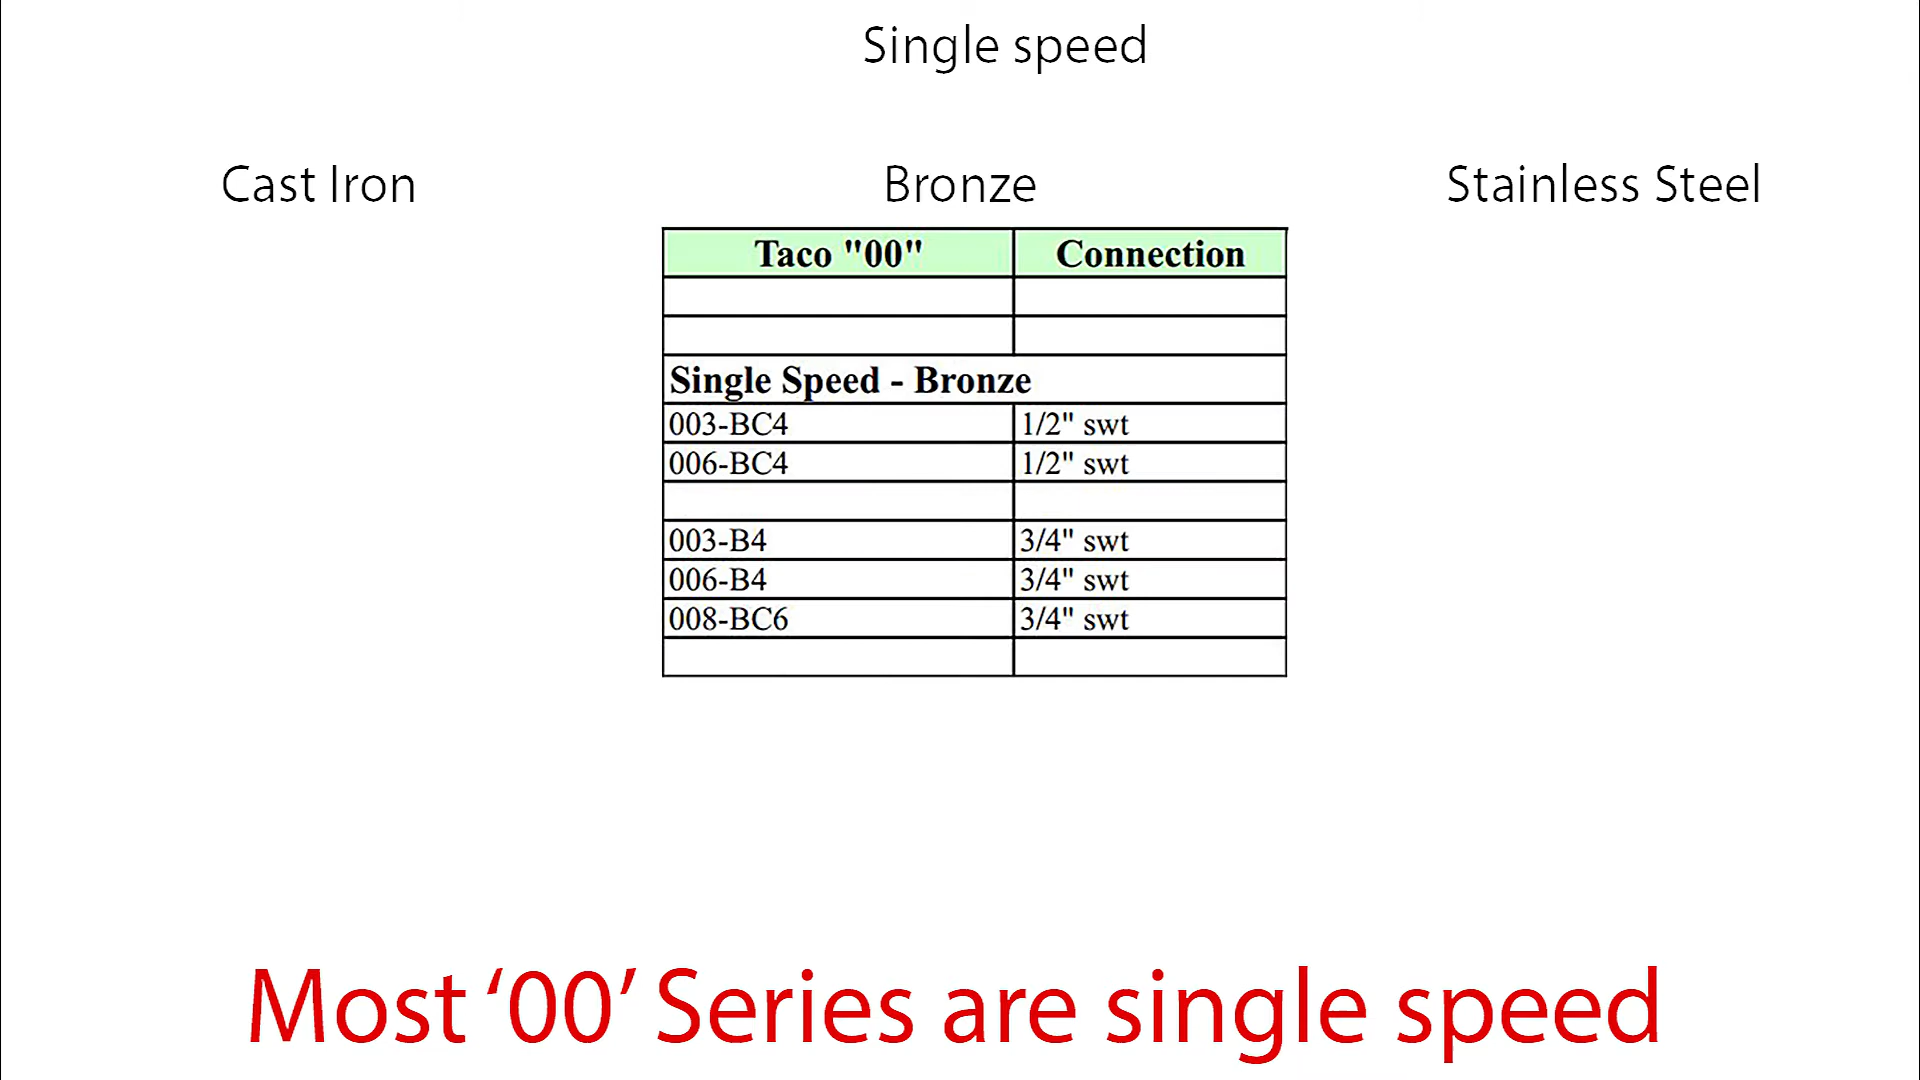 Single speed
Cast Iron Bronze Stainless Steel
Taco "00" Connection
Single Speed - Bronze
003-BC4 1/2" swt
006-BC4 1/2" swt
003-B4 3/4" swt
006-B4 3/4" swt
008-BC6 3/4" swt
Most ‘00’ Series are single speed